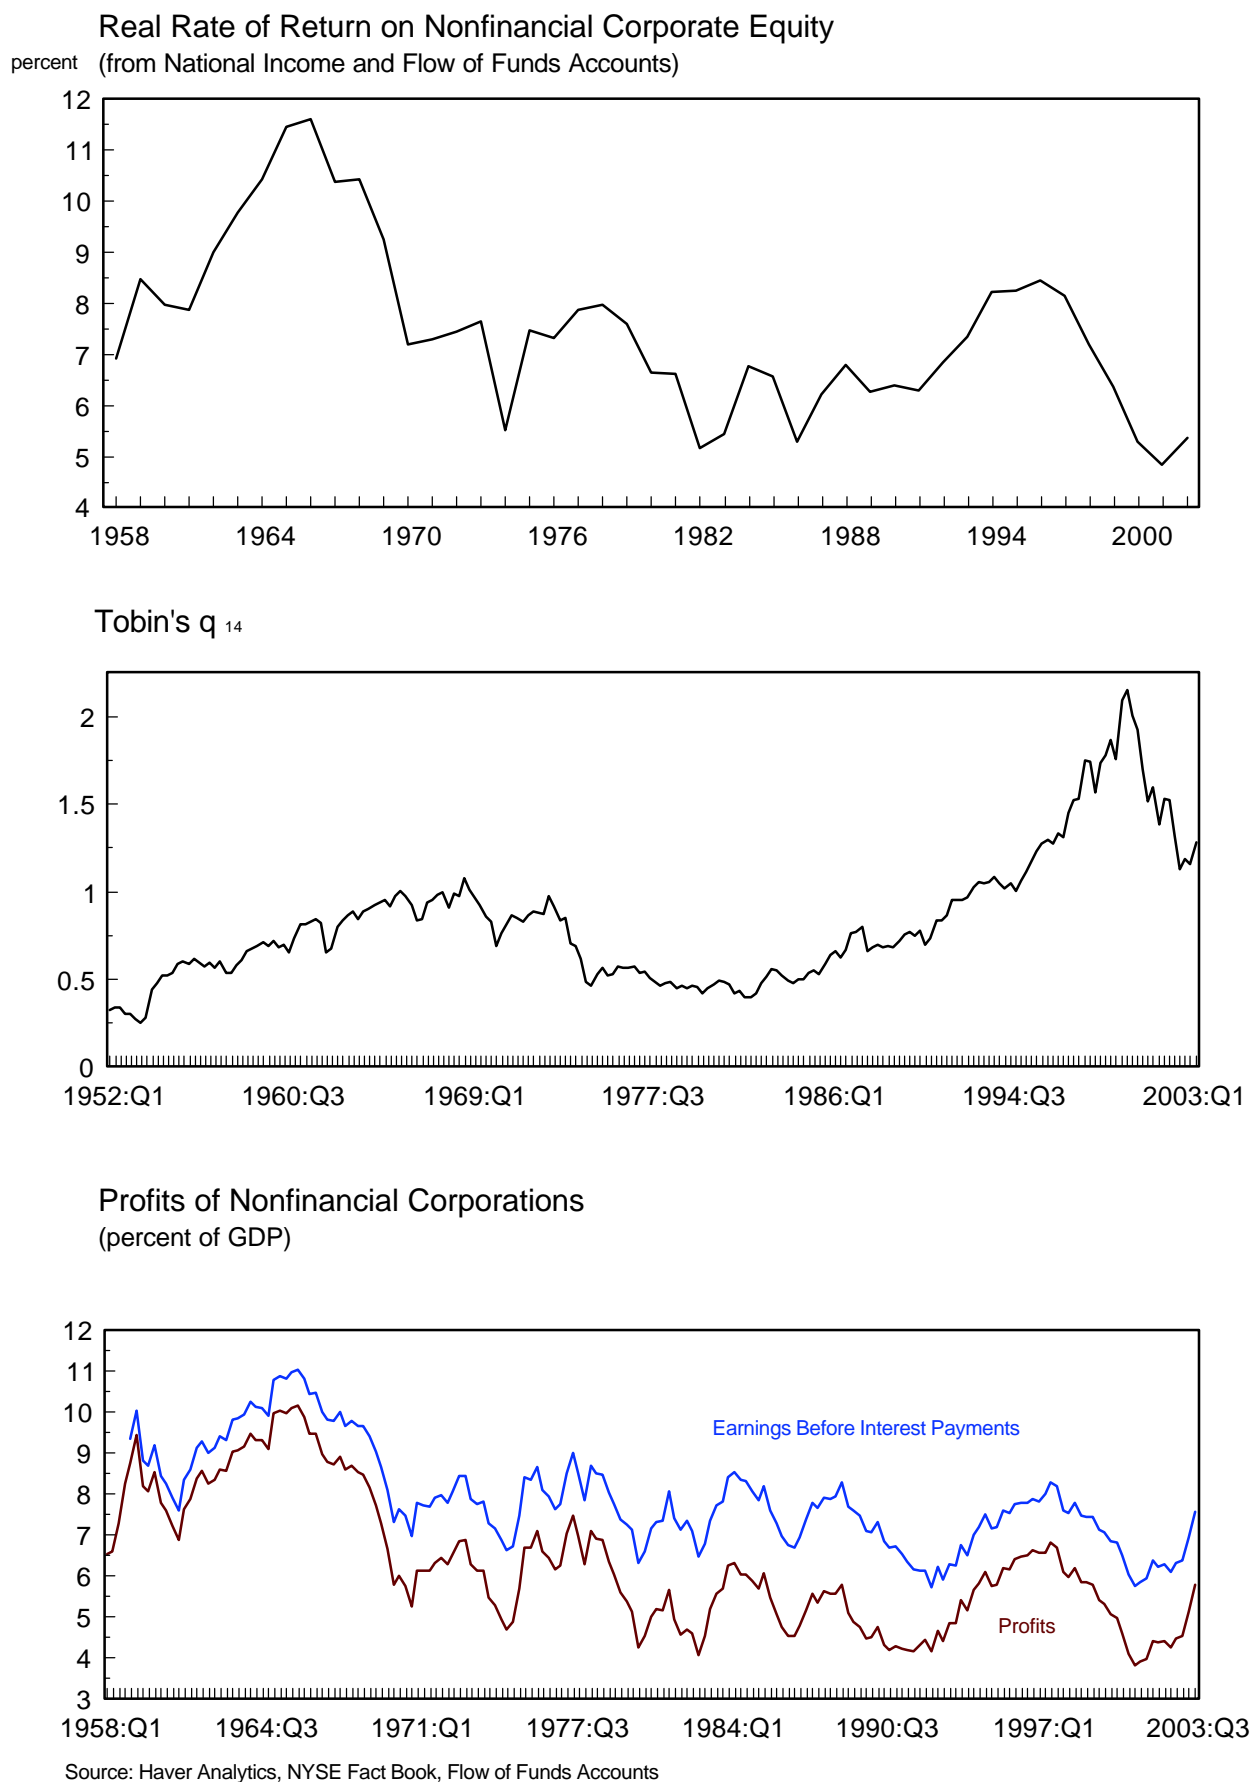 Real Rate of Return on Nonfinancial Corporate Equity
percent (from National Income and Flow of Funds Accounts)
12
11
10
9
8
7
6
5
4
1958 1964 1970 1976 1982 1988 1994 2000
Tobin's q 14
2
1.5
1
0.5
0
1952:Q1 1960:Q3 1969:Q1 1977:Q3 1986:Q1 1994:Q3 2003:Q1
Profits of Nonfinancial Corporations
(percent of GDP)
12
11
10
Earnings Before Interest Payments
9
8
7
6
5
Profits
4
3
1958:Q1 1964:Q3 1971:Q1 1977:Q3 1984:Q1 1990:Q3 1997:Q1 2003:Q3
Source: Haver Analytics, NYSE Fact Book, Flow of Funds Accounts